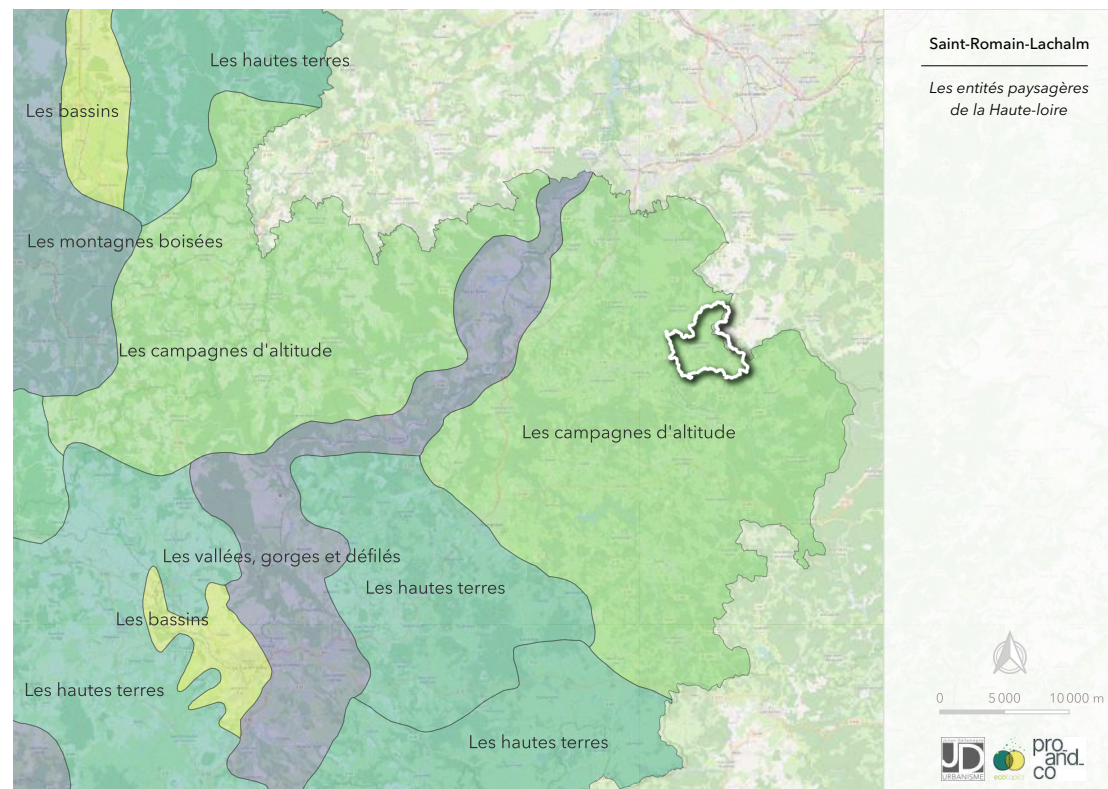 Saint-Romain-Lachalm
Les entités paysagères
de la Haute-loire
Les hautes terres
Les bassins
Les montagnes boisées
Les campagnes d'altitude
Les campagnes d'altitude
Les vallées, gorges et défilés
Les hautes terres
Les bassins
Les hautes terres
Les hautes terres
0 5 000 10 000 m
JD
URBANISME
pro
and_
co